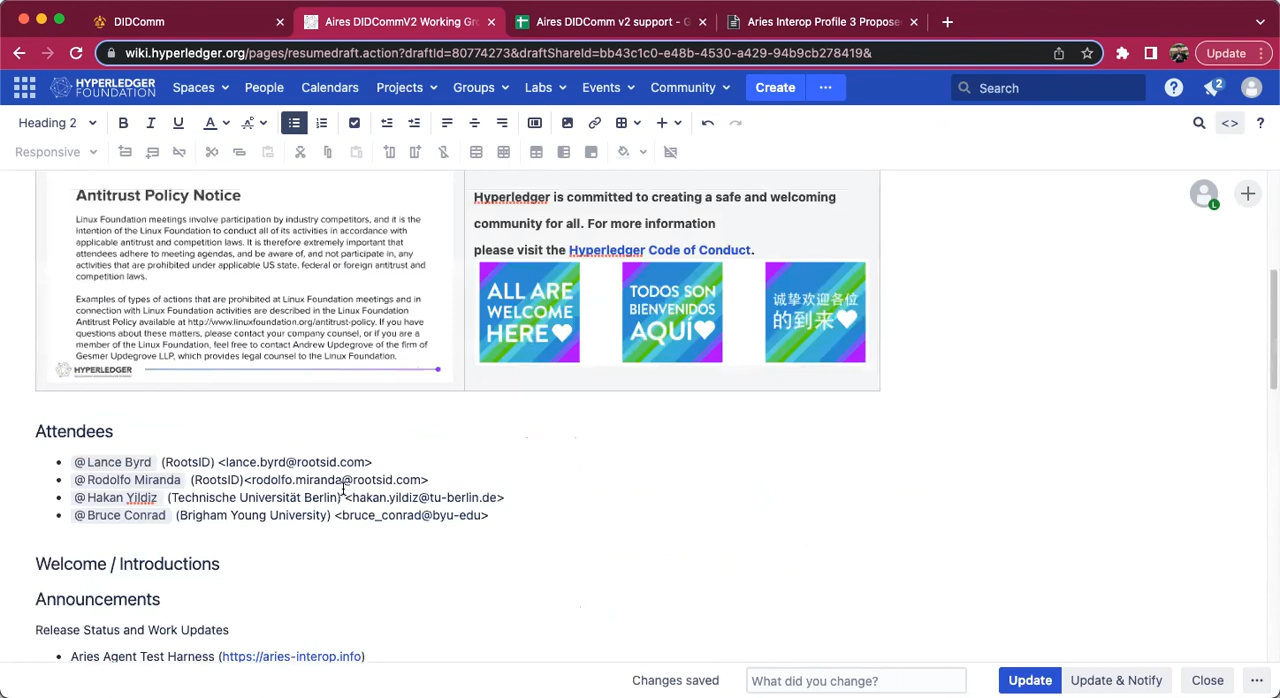 DIDComm
Aires DIDCommV2 Working Gro
Aires DIDComm v2 support - G
Aries Interop Profile 3 Propose
wiki.hyperledger.org/pages/resumedraft.action?draftId=80774273&draftShareId=bb43c1c0-e48b-4530-a429-94b9cb278419&
Update
HYPERLEDGER
FOUNDATION
Spaces
People
Calendars
Projects
Groups
Labs
Events
Community
Create
Search
2
Heading 2
B I U A
Responsive
Antitrust Policy Notice
Linux Foundation meetings involve participation by industry competitors, and it is the
intention of the Linux Foundation to conduct all of its activities in accordance with
applicable antitrust and competition laws. It is therefore extremely important that
attendees adhere to meeting agendas, and be aware of, and not participate in, any
activities that are prohibited under applicable US state, federal or foreign antitrust and
competition laws.
Examples of types of actions that are prohibited at Linux Foundation meetings and in
connection with Linux Foundation activities are described in the Linux Foundation
Antitrust Policy available at http://www.linuxfoundation.org/antitrust-policy. If you have
questions about these matters, please contact your company counsel, or if you are a
member of the Linux Foundation, feel free to contact Andrew Updegrove of the firm of
Gesmer Updegrove LLP, which provides legal counsel to the Linux Foundation.
HYPERLEDGER
Hyperledger is committed to creating a safe and welcoming
community for all. For more information
please visit the Hyperledger Code of Conduct.
ALL ARE
WELCOME
HERE
TODOS SON
BIENVENIDOS
AQUÍ
诚挚欢迎各位
的到来
L
Attendees
• @Lance Byrd (RootsID) <lance.byrd@rootsid.com>
• @Rodolfo Miranda (RootsID)<rodolfo.miranda@rootsid.com>
• @Hakan Yildiz (Technische Universität Berlin) <hakan.yildiz@tu-berlin.de>
• @Bruce Conrad (Brigham Young University) <bruce_conrad@byu-edu>
Welcome / Introductions
Announcements
Release Status and Work Updates
• Aries Agent Test Harness (https://aries-interop.info)
Changes saved
What did you change?
Update
Update & Notify
Close